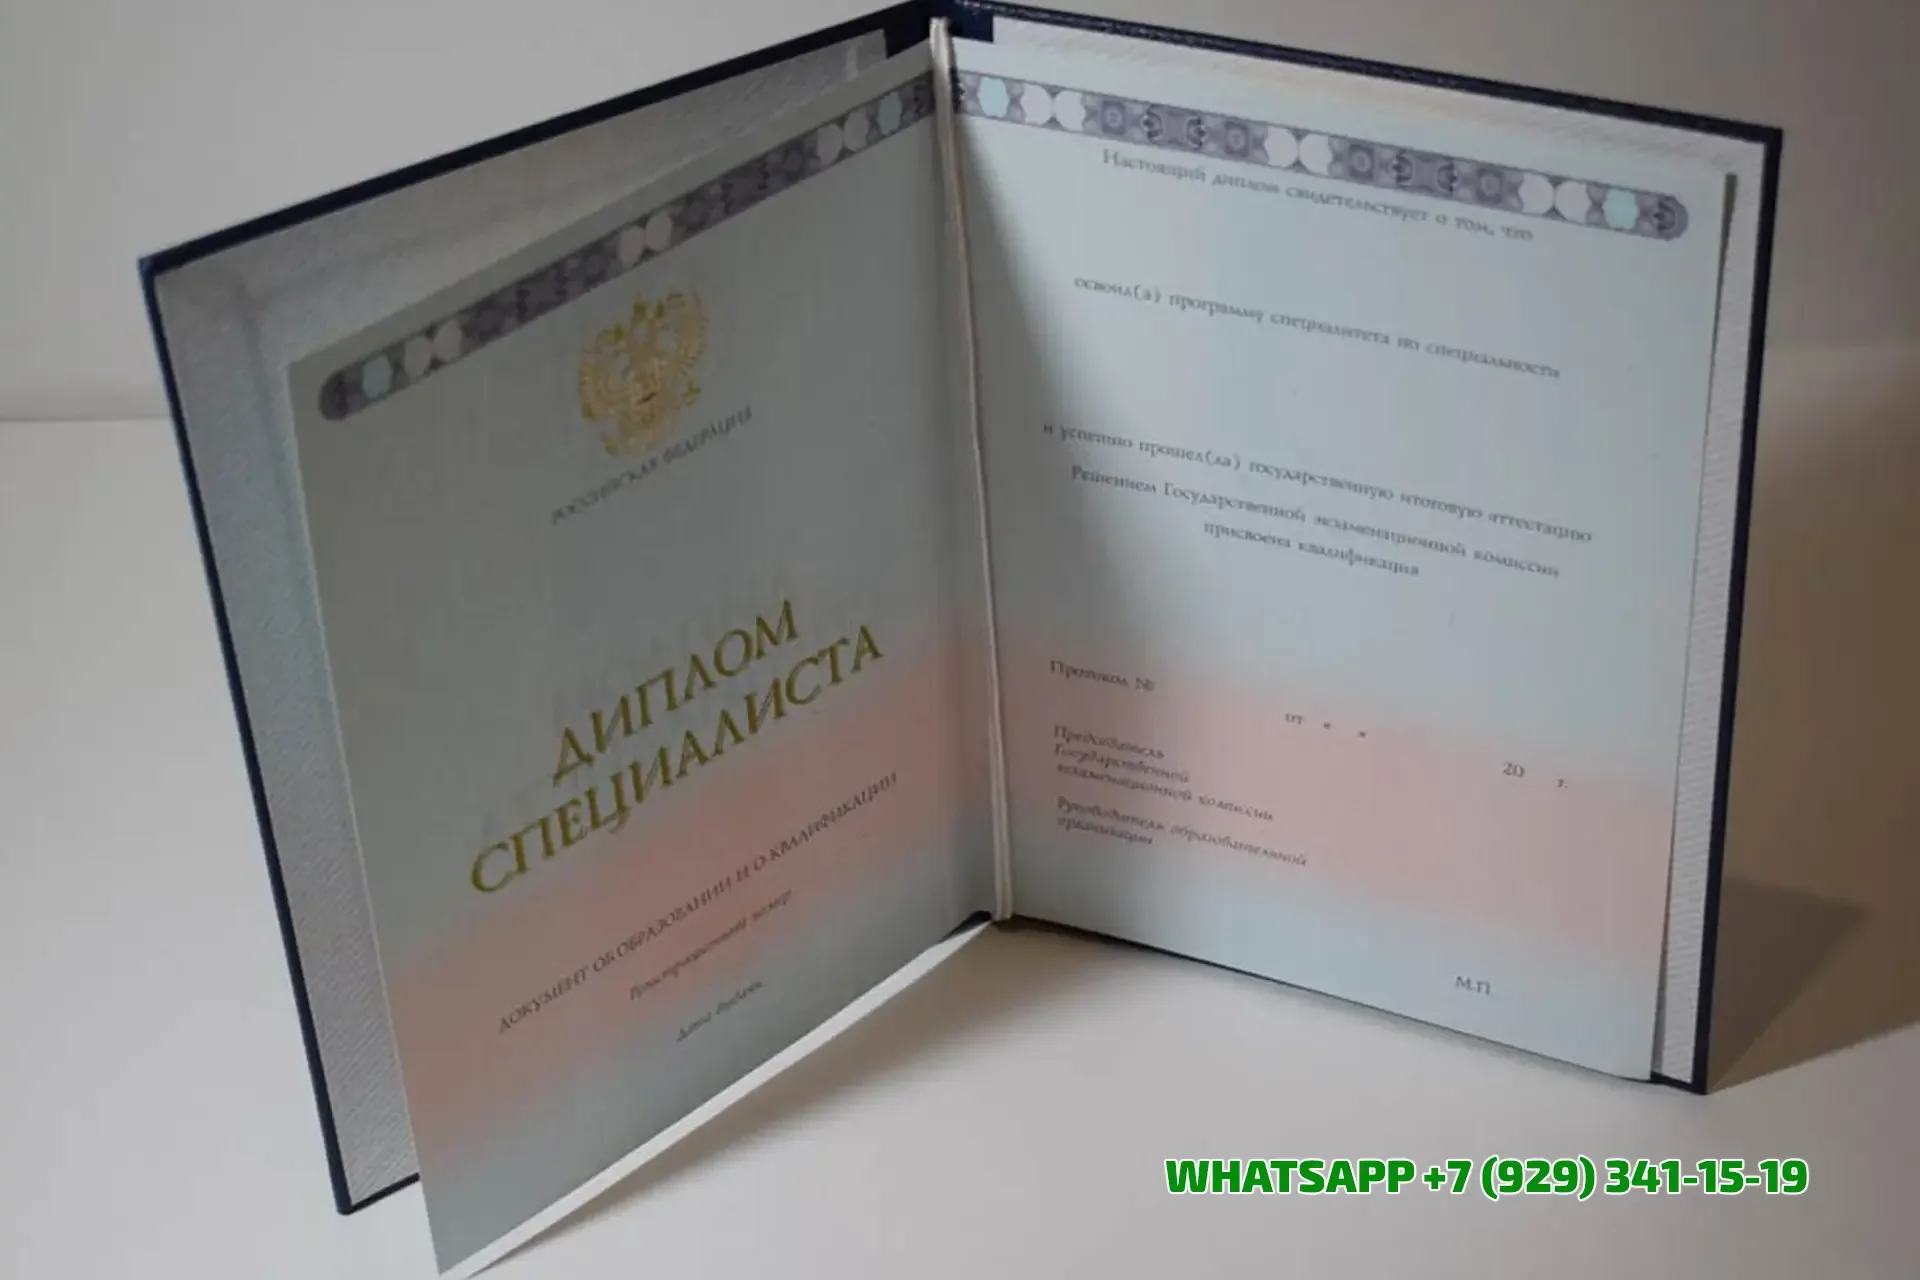 РОССИЙСКАЯ ФЕДЕРАЦИЯ
ДИПЛОМ
СПЕЦИАЛИСТА
ДОКУМЕНТ ОБ ОБРАЗОВАНИИ И О КВАЛИФИКАЦИИ
Регистрационный номер
Дата выдачи
Настоящий диплом свидетельствует о том, что
освоил(а) программу специалитета по специальности
и успешно прошел(ла) государственную итоговую аттестацию
Решением Государственной экзаменационной комиссии
присвоена квалификация
Протокол №
от « »
20 г.
Председатель
Государственной
экзаменационной комиссии
Руководитель образовательной
организации
М.П.
WHATSAPP +7 (929) 341-15-19